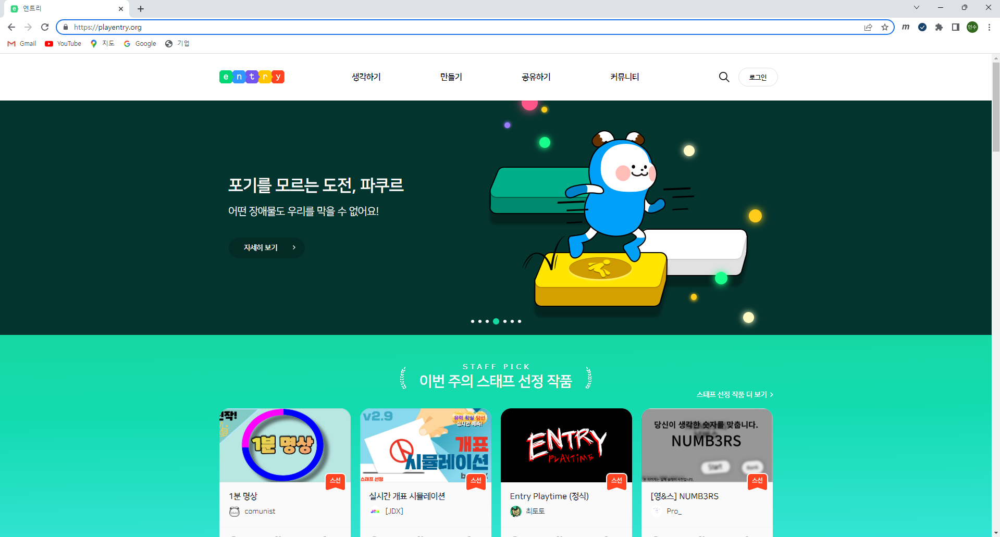 엔트리
https://playentry.org
민수
Gmail YouTube 지도 Google 기업
entry 생각하기 만들기 공유하기 커뮤니티 로그인
포기를 모르는 도전, 파쿠르
어떤 장애물도 우리를 막을 수 없어요!
자세히 보기
STAFF PICK
이번 주의 스태프 선정 작품
스태프 선정 작품 더 보기
1분 명상
스선
1분 명상
comunist
v2.9
유력 확실 당선
실시간 예측!
개표
시뮬레이션
스태프 선정
스선
실시간 개표 시뮬레이션
[JDX]
ENTRY
PLAYTIME
스선
Entry Playtime (정식)
최토토
당신이 생각한 숫자를 맞춥니다.
NUMB3RS
Start
스선
[영&스] NUMB3RS
Pro_